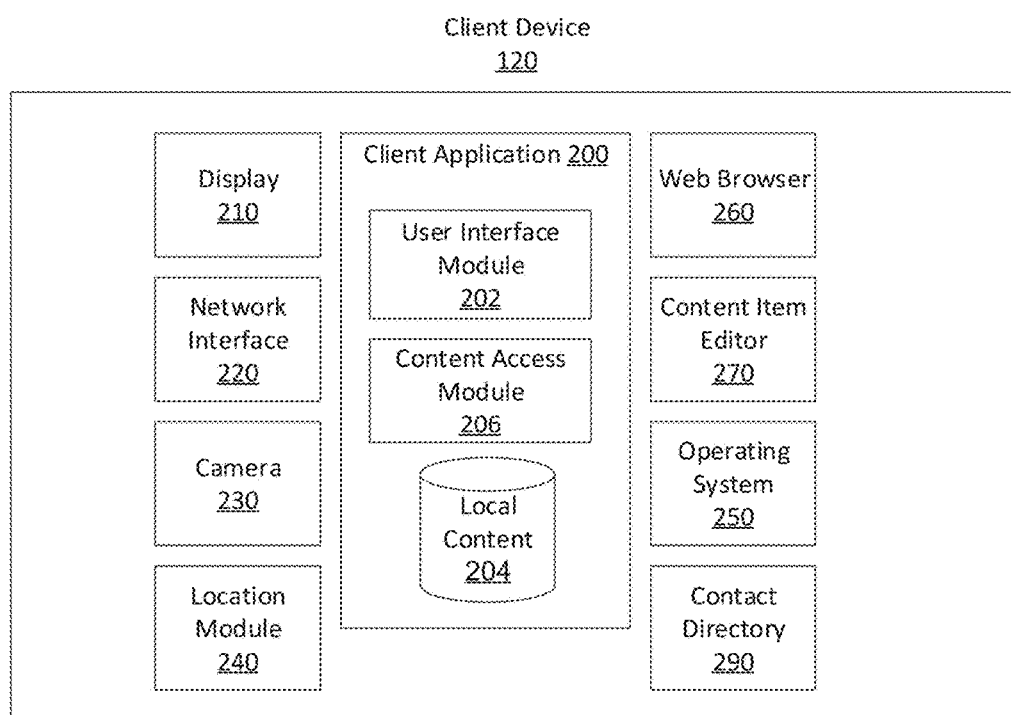 Client Device
120
Display
210
Network
Interface
220
Camera
230
Location
Module
240
Client Application 200
User Interface
Module
202
Content Access
Module
206
Local
Content
204
Web Browser
260
Content Item
Editor
270
Operating
System
250
Contact
Directory
290